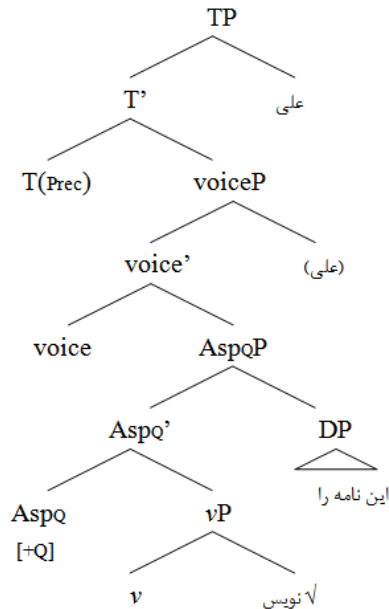 TP
T’ علی
T(Prec) voiceP
voice’ (علی)
voice AspQP
AspQ’ DP
AspQ vP این نامه را
[+Q]
v √نویس